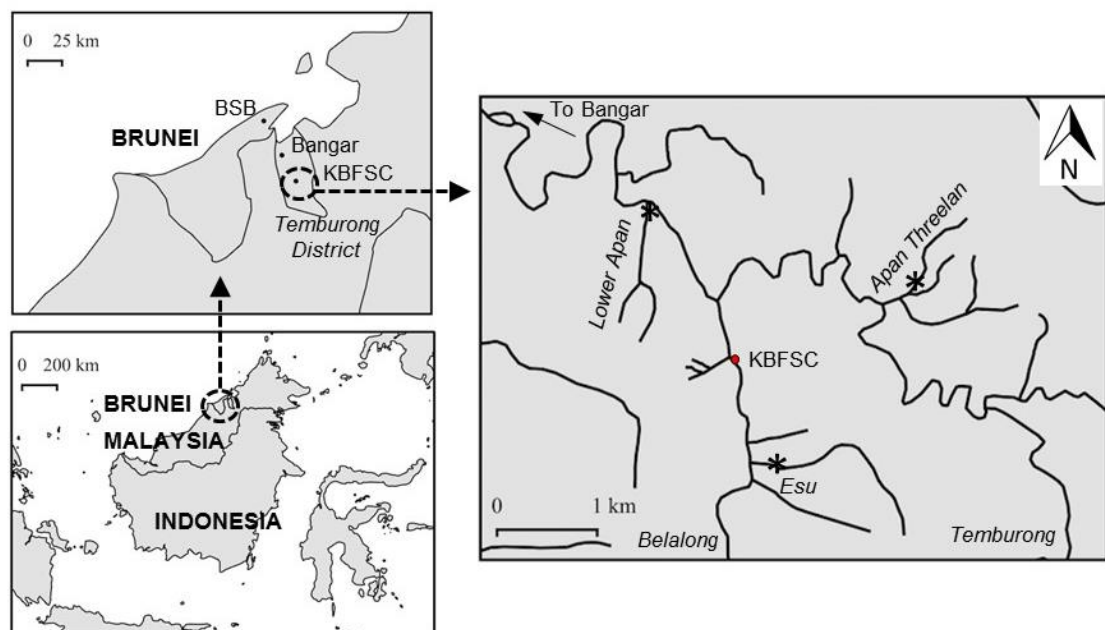 0 25 km
BSB
BRUNEI
Bangar
KBFSC
Temburong
District
0 200 km
BRUNEI
MALAYSIA
INDONESIA
To Bangar
N
Lower Apan
Apan Threelan
KBFSC
Esu
0 1 km
Belalong
Temburong